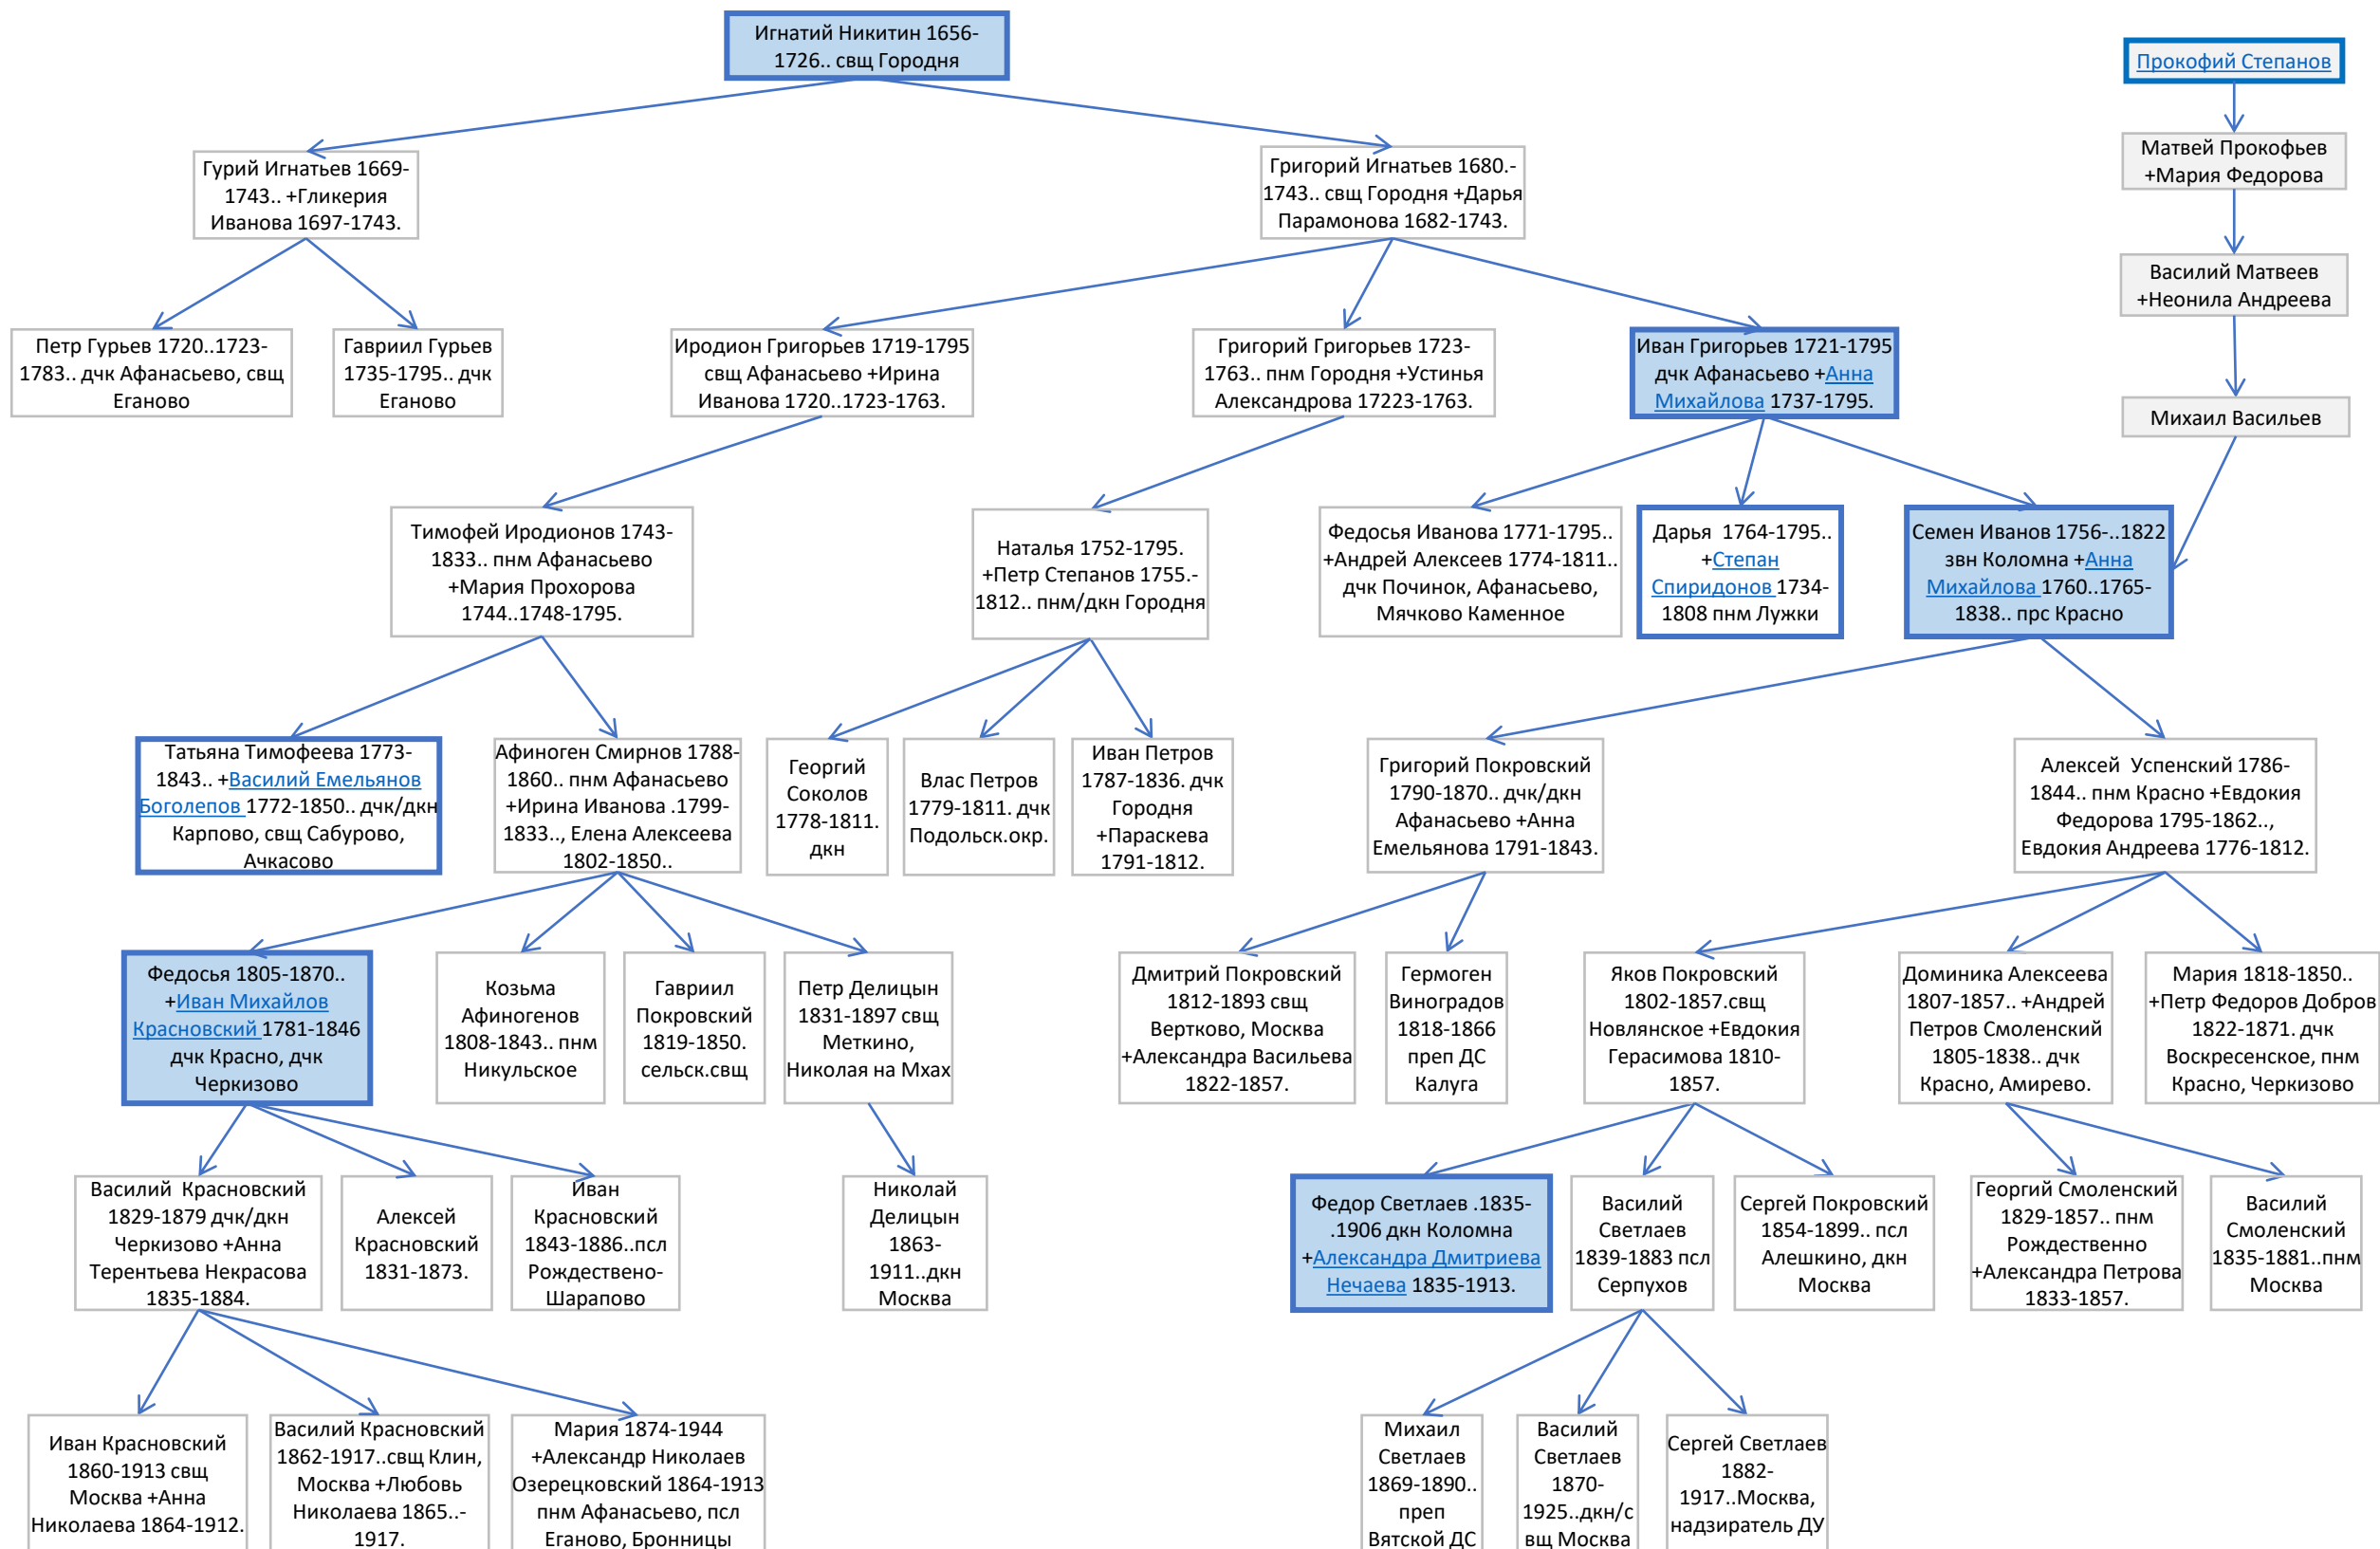 Игнатий Никитин 1656-
1726.. свщ Городня
Прокофий Степанов
Гурий Игнатьев 1669-
1743.. +Гликерия
Иванова 1697-1743.
Григорий Игнатьев 1680.-
1743.. свщ Городня +Дарья
Парамонова 1682-1743.
Матвей Прокофьев
+Мария Федорова
Василий Матвеев
+Неонила Андреева
Петр Гурьев 1720..1723-
1783.. дчк Афанасьево, свщ
Еганово
Гавриил Гурьев
1735-1795.. дчк
Еганово
Иродион Григорьев 1719-1795
свщ Афанасьево +Ирина
Иванова 1720..1723-1763.
Григорий Григорьев 1723-
1763.. пнм Городня +Устинья
Александрова 17223-1763.
Иван Григорьев 1721-1795
дчк Афанасьево +Анна
Михайлова 1737-1795.
Михаил Васильев
Тимофей Иродионов 1743-
1833.. пнм Афанасьево
+Мария Прохорова
1744..1748-1795.
Наталья 1752-1795.
+Петр Степанов 1755.-
1812.. пнм/дкн Городня
Федосья Иванова 1771-1795..
+Андрей Алексеев 1774-1811..
дчк Починок, Афанасьево,
Мячково Каменное
Дарья  1764-1795..
+Степан
Спиридонов 1734-
1808 пнм Лужки
Семен Иванов 1756-..1822
звн Коломна +Анна
Михайлова 1760..1765-
1838.. прс Красно
Татьяна Тимофеева 1773-
1843.. +Василий Емельянов
Боголепов 1772-1850.. дчк/дкн
Карпово, свщ Сабурово,
Ачкасово
Афиноген Смирнов 1788-
1860.. пнм Афанасьево
+Ирина Иванова .1799-
1833.., Елена Алексеева
1802-1850..
Георгий
Соколов
1778-1811.
дкн
Влас Петров
1779-1811. дчк
Подольск.окр.
Иван Петров
1787-1836. дчк
Городня
+Параскева
1791-1812.
Григорий Покровский
1790-1870.. дчк/дкн
Афанасьево +Анна
Емельянова 1791-1843.
Алексей  Успенский 1786-
1844.. пнм Красно +Евдокия
Федорова 1795-1862..,
Евдокия Андреева 1776-1812.
Федосья 1805-1870..
+Иван Михайлов
Красновский 1781-1846
дчк Красно, дчк
Черкизово
Козьма
Афиногенов
1808-1843.. пнм
Никульское
Гавриил
Покровский
1819-1850.
сельск.свщ
Петр Делицын
1831-1897 свщ
Меткино,
Николая на Мхах
Дмитрий Покровский
1812-1893 свщ
Вертково, Москва
+Александра Васильева
1822-1857.
Гермоген
Виноградов
1818-1866
преп ДС
Калуга
Яков Покровский
1802-1857.свщ
Новлянское +Евдокия
Герасимова 1810-
1857.
Доминика Алексеева
1807-1857.. +Андрей
Петров Смоленский
1805-1838.. дчк
Красно, Амирево.
Мария 1818-1850..
+Петр Федоров Добров
1822-1871. дчк
Воскресенское, пнм
Красно, Черкизово
Василий  Красновский
1829-1879 дчк/дкн
Черкизово +Анна
Терентьева Некрасова
1835-1884.
Алексей
Красновский
1831-1873.
Иван
Красновский
1843-1886..псл
Рождествено-
Шарапово
Николай
Делицын
1863-
1911..дкн
Москва
Федор Светлаев .1835-
.1906 дкн Коломна
+Александра Дмитриева
Нечаева 1835-1913.
Василий
Светлаев
1839-1883 псл
Серпухов
Сергей Покровский
1854-1899.. псл
Алешкино, дкн
Москва
Георгий Смоленский
1829-1857.. пнм
Рождественно
+Александра Петрова
1833-1857.
Василий
Смоленский
1835-1881..пнм
Москва
Иван Красновский
1860-1913 свщ
Москва +Анна
Николаева 1864-1912.
Василий Красновский
1862-1917..свщ Клин,
Москва +Любовь
Николаева 1865..-
1917.
Мария 1874-1944
+Александр Николаев
Озерецковский 1864-1913
пнм Афанасьево, псл
Еганово, Бронницы
Михаил
Светлаев
1869-1890..
преп
Вятской ДС
Василий
Светлаев
1870-
1925..дкн/с
вщ Москва
Сергей Светлаев
1882-
1917..Москва,
надзиратель ДУ